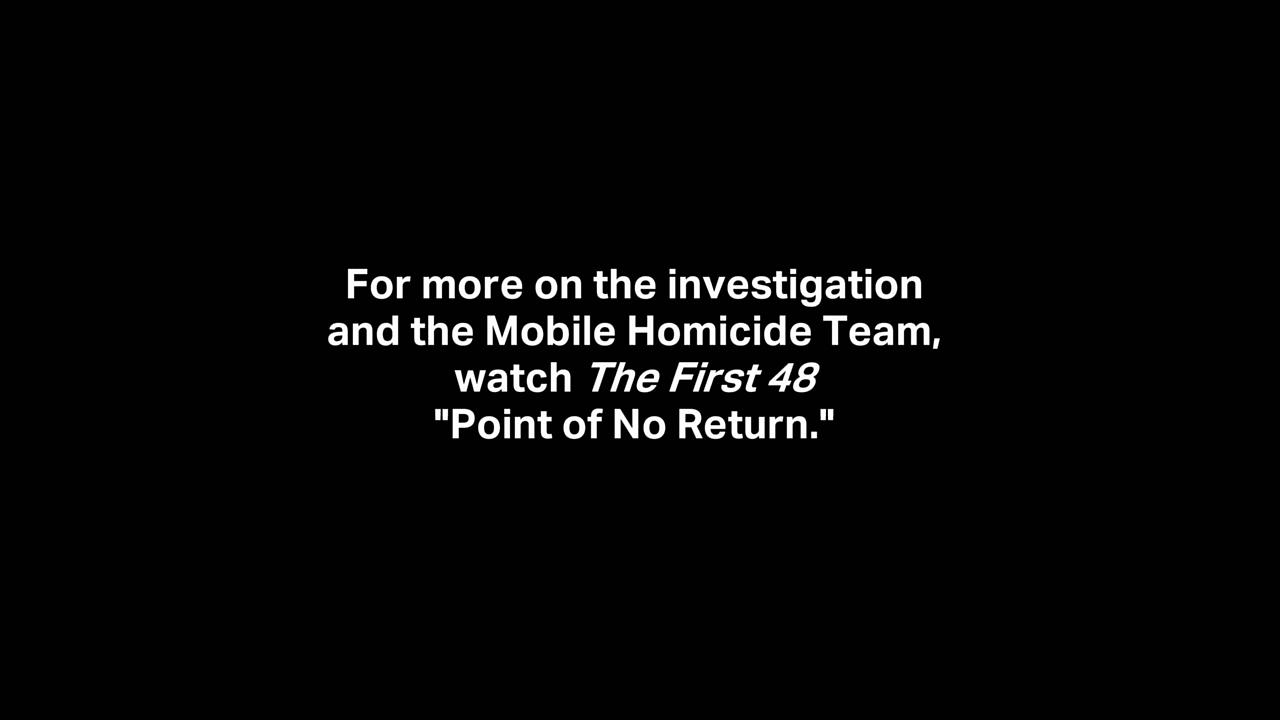 For more on the investigation
and the Mobile Homicide Team,
watch The First 48
"Point of No Return."